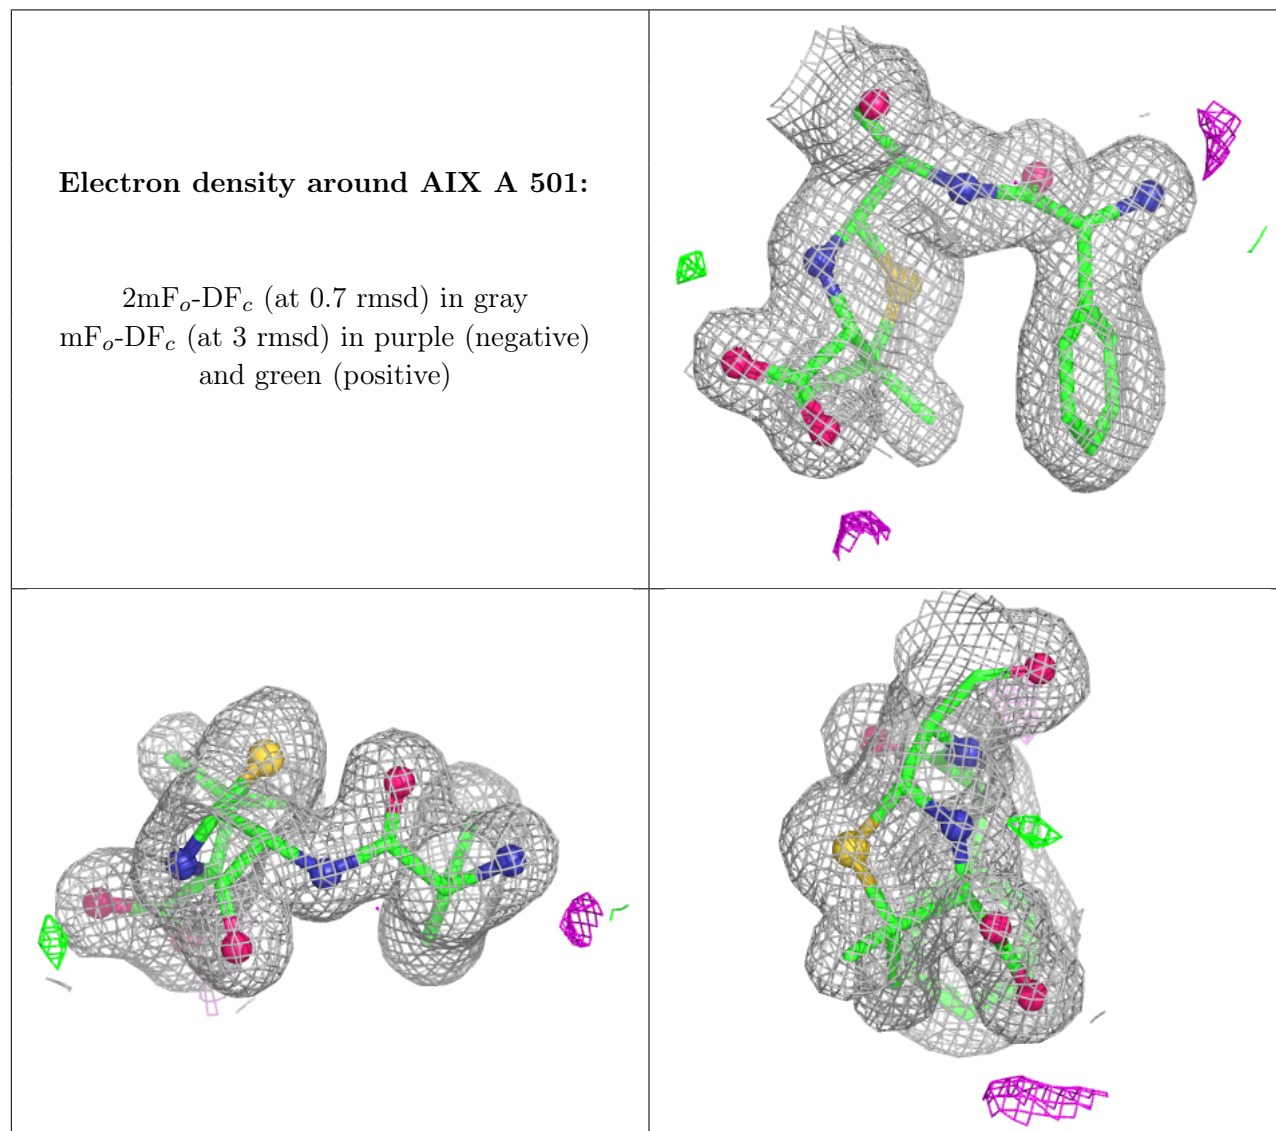 Electron density around AIX A 501:
2mFₒ-DF𝒸 (at 0.7 rmsd) in gray
mFₒ-DF𝒸 (at 3 rmsd) in purple (negative)
and green (positive)